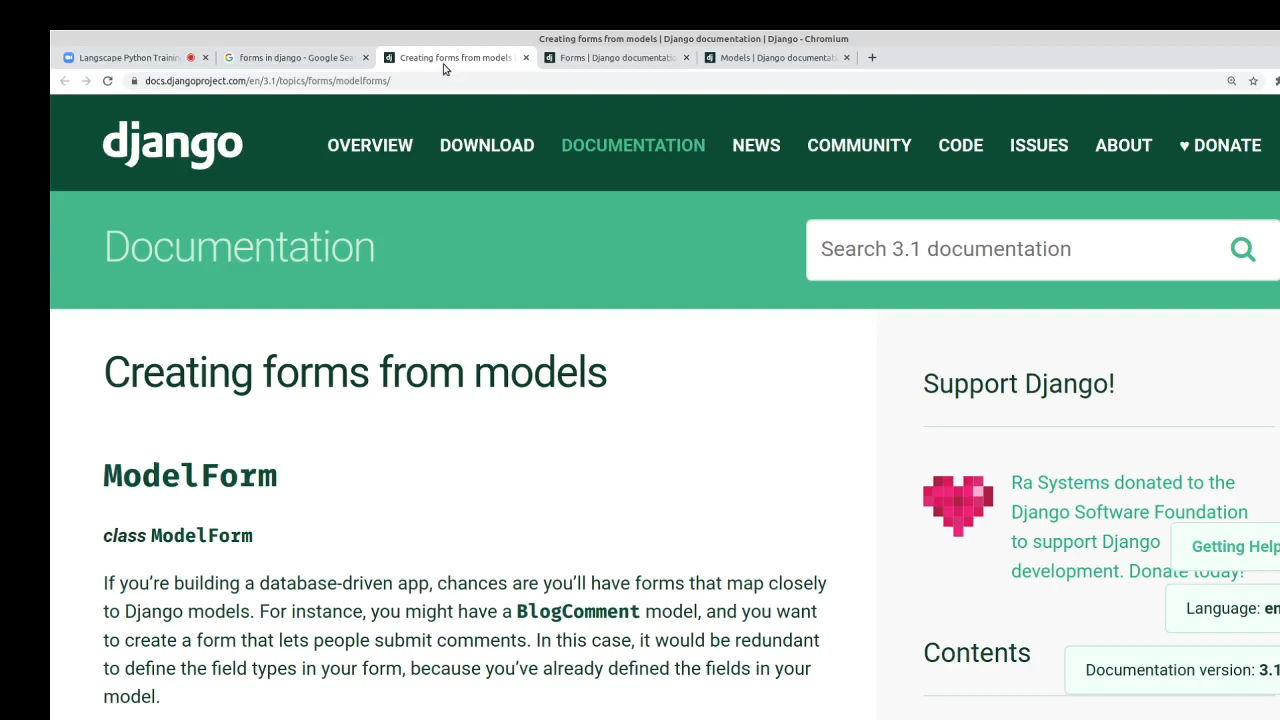 Creating forms from models | Django documentation | Django - Chromium
Langscape Python Trainin
forms in django - Google Sea
Creating forms from models
Forms | Django documentatio
Models | Django documentati
docs.djangoproject.com/en/3.1/topics/forms/modelforms/
django
OVERVIEW
DOWNLOAD
DOCUMENTATION
NEWS
COMMUNITY
CODE
ISSUES
ABOUT
♥ DONATE
Documentation
Search 3.1 documentation
Creating forms from models
ModelForm
class ModelForm
If you’re building a database-driven app, chances are you’ll have forms that map closely
to Django models. For instance, you might have a BlogComment model, and you want
to create a form that lets people submit comments. In this case, it would be redundant
to define the field types in your form, because you’ve already defined the fields in your
model.
Support Django!
Ra Systems donated to the
Django Software Foundation
to support Django
development. Donate today!
Getting Help
Language: en
Contents
Documentation version: 3.1